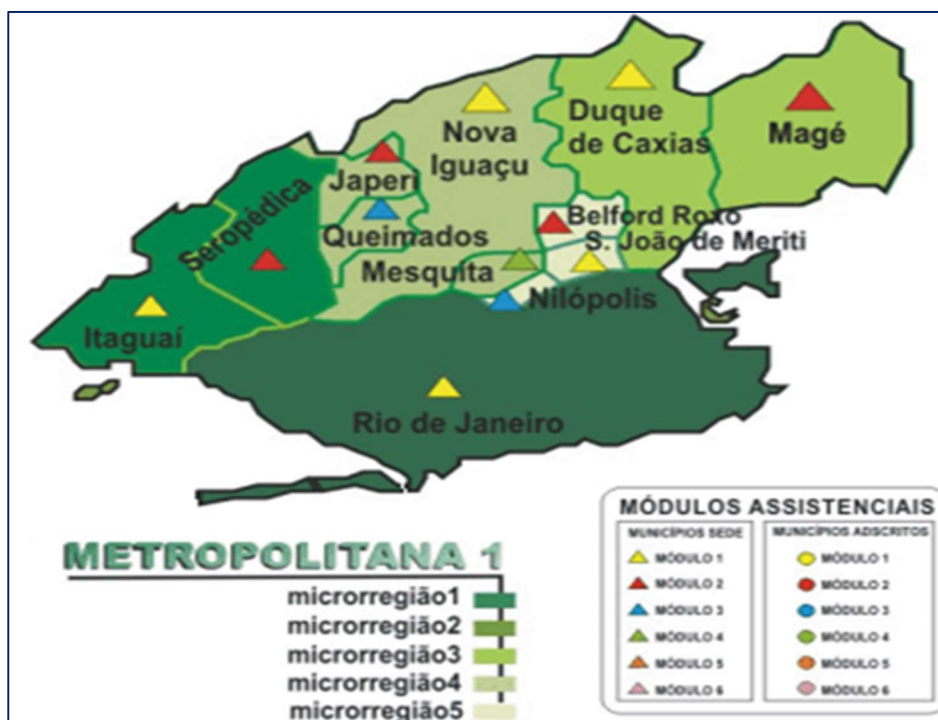 Duque
de Caxias
Magé
Nova
Iguaçu
Japeri
Seropédica
Queimados
Belford Roxo
S. João de Meriti
Mesquita
Nilópolis
Itaguaí
Rio de Janeiro
METROPOLITANA 1
microrregião1
microrregião2
microrregião3
microrregião4
microrregião5
MÓDULOS ASSISTENCIAIS
MUNICÍPIOS SEDE
MÓDULO 1
MÓDULO 2
MÓDULO 3
MÓDULO 4
MÓDULO 5
MÓDULO 6
MUNICÍPIOS ADSCRITOS
MÓDULO 1
MÓDULO 2
MÓDULO 3
MÓDULO 4
MÓDULO 5
MÓDULO 6